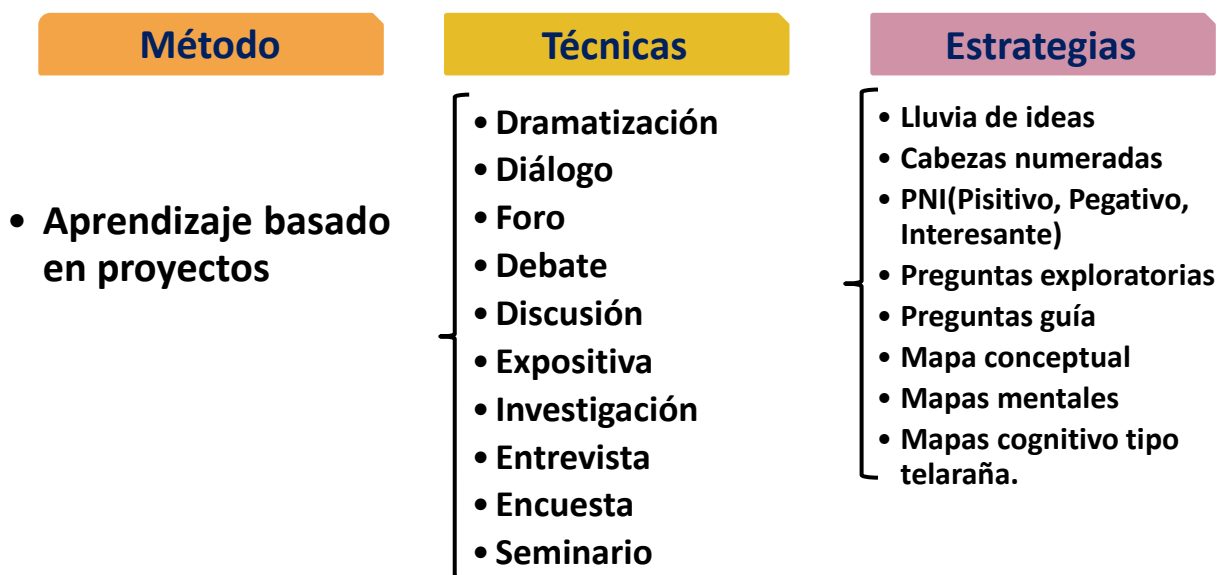 Método
• Aprendizaje basado
en proyectos
Técnicas
• Dramatización
• Diálogo
• Foro
• Debate
• Discusión
• Expositiva
• Investigación
• Entrevista
• Encuesta
• Seminario
Estrategias
• Lluvia de ideas
• Cabezas numeradas
• PNI(Pisitivo, Pegativo,
Interesante)
• Preguntas exploratorias
• Preguntas guía
• Mapa conceptual
• Mapas mentales
• Mapas cognitivo tipo
telaraña.